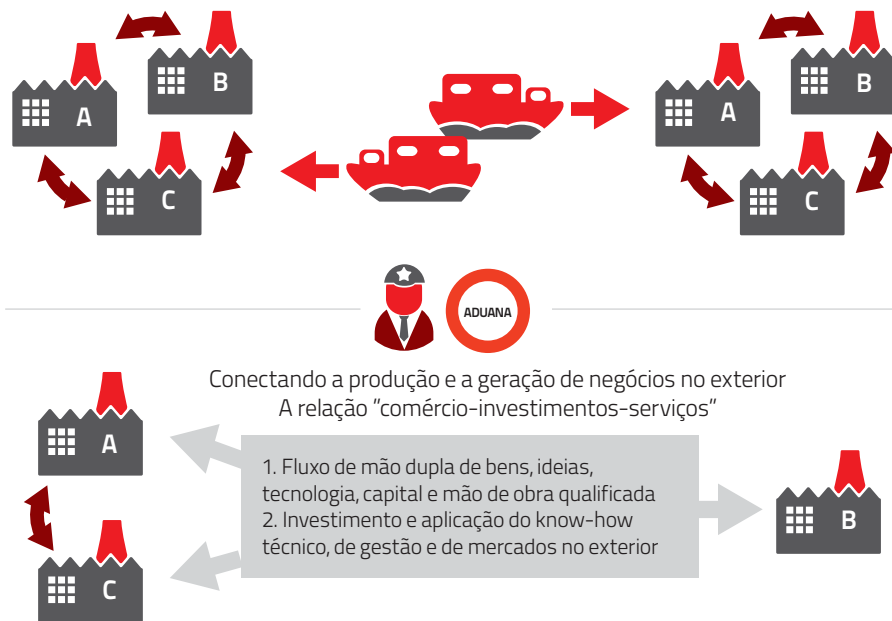 A
B
C
A
B
C
ADUANA
Conectando a produção e a geração de negócios no exterior
A relação ”comércio-investimentos-serviços”
A
C
1. Fluxo de mão dupla de bens, ideias,
tecnologia, capital e mão de obra qualificada
2. Investimento e aplicação do know-how
técnico, de gestão e de mercados no exterior
B